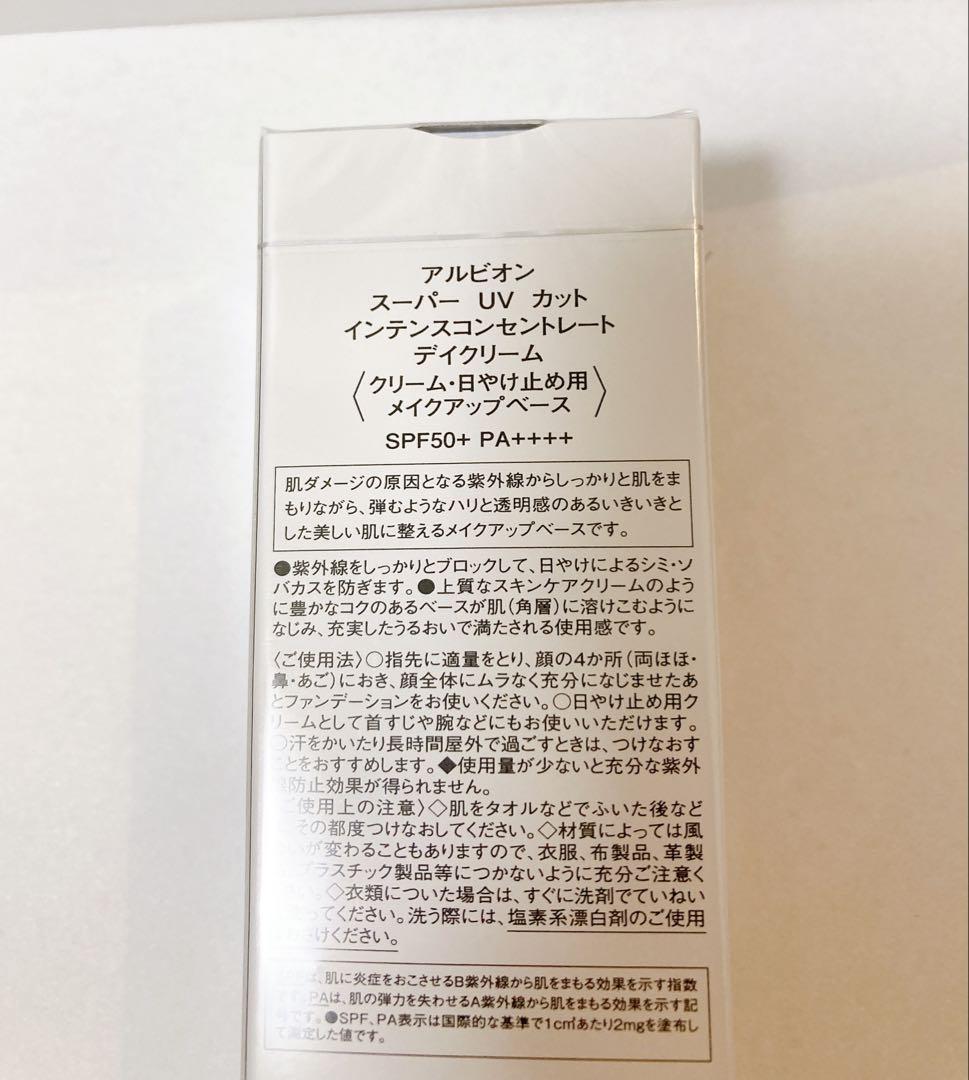 アルビオン
スーパー UV カット
インテンスコンセントレート
デイクリーム
〈クリーム・日やけ止め用
メイクアップベース〉
SPF50+ PA++++
肌ダメージの原因となる紫外線からしっかりと肌をま
もりながら、弾むようなハリと透明感のあるいきいきと
した美しい肌に整えるメイクアップベースです。
●紫外線をしっかりとブロックして、日やけによるシミ・ソ
バカスを防ぎます。●上質なスキンケアクリームのよう
に豊かなコクのあるベースが肌(角層)に溶けこむように
なじみ、充実したうるおいで満たされる使用感です。
〈ご使用法〉○指先に適量をとり、顔の4か所(両ほほ・
鼻・あご)におき、顔全体にムラなく充分になじませたあ
とファンデーションをお使いください。○日やけ止め用ク
リームとして首すじや腕などにもお使いいただけます。
○汗をかいたり長時間屋外で過ごすときは、つけなおす
ことをおすすめします。◆使用量が少ないと充分な紫外
線防止効果が得られません。
ご使用上の注意〉◇肌をタオルなどでふいた後など
その都度つけなおしてください。◇材質によっては風
いが変わることもありますので、衣服、布製品、革製
プラスチック製品等につかないように充分ご注意く
さい。◇衣類についた場合は、すぐに洗剤でていねい
ってください。洗う際には、塩素系漂白剤のご使用
さけください。
は、肌に炎症をおこさせるB紫外線から肌をまもる効果を示す指数
です。PAは、肌の弾力を失わせるA紫外線から肌をまもる効果を示す記
号です。●SPF、PA表示は国際的な基準で1c㎡あたり2mgを塗布し
て測定した値です。